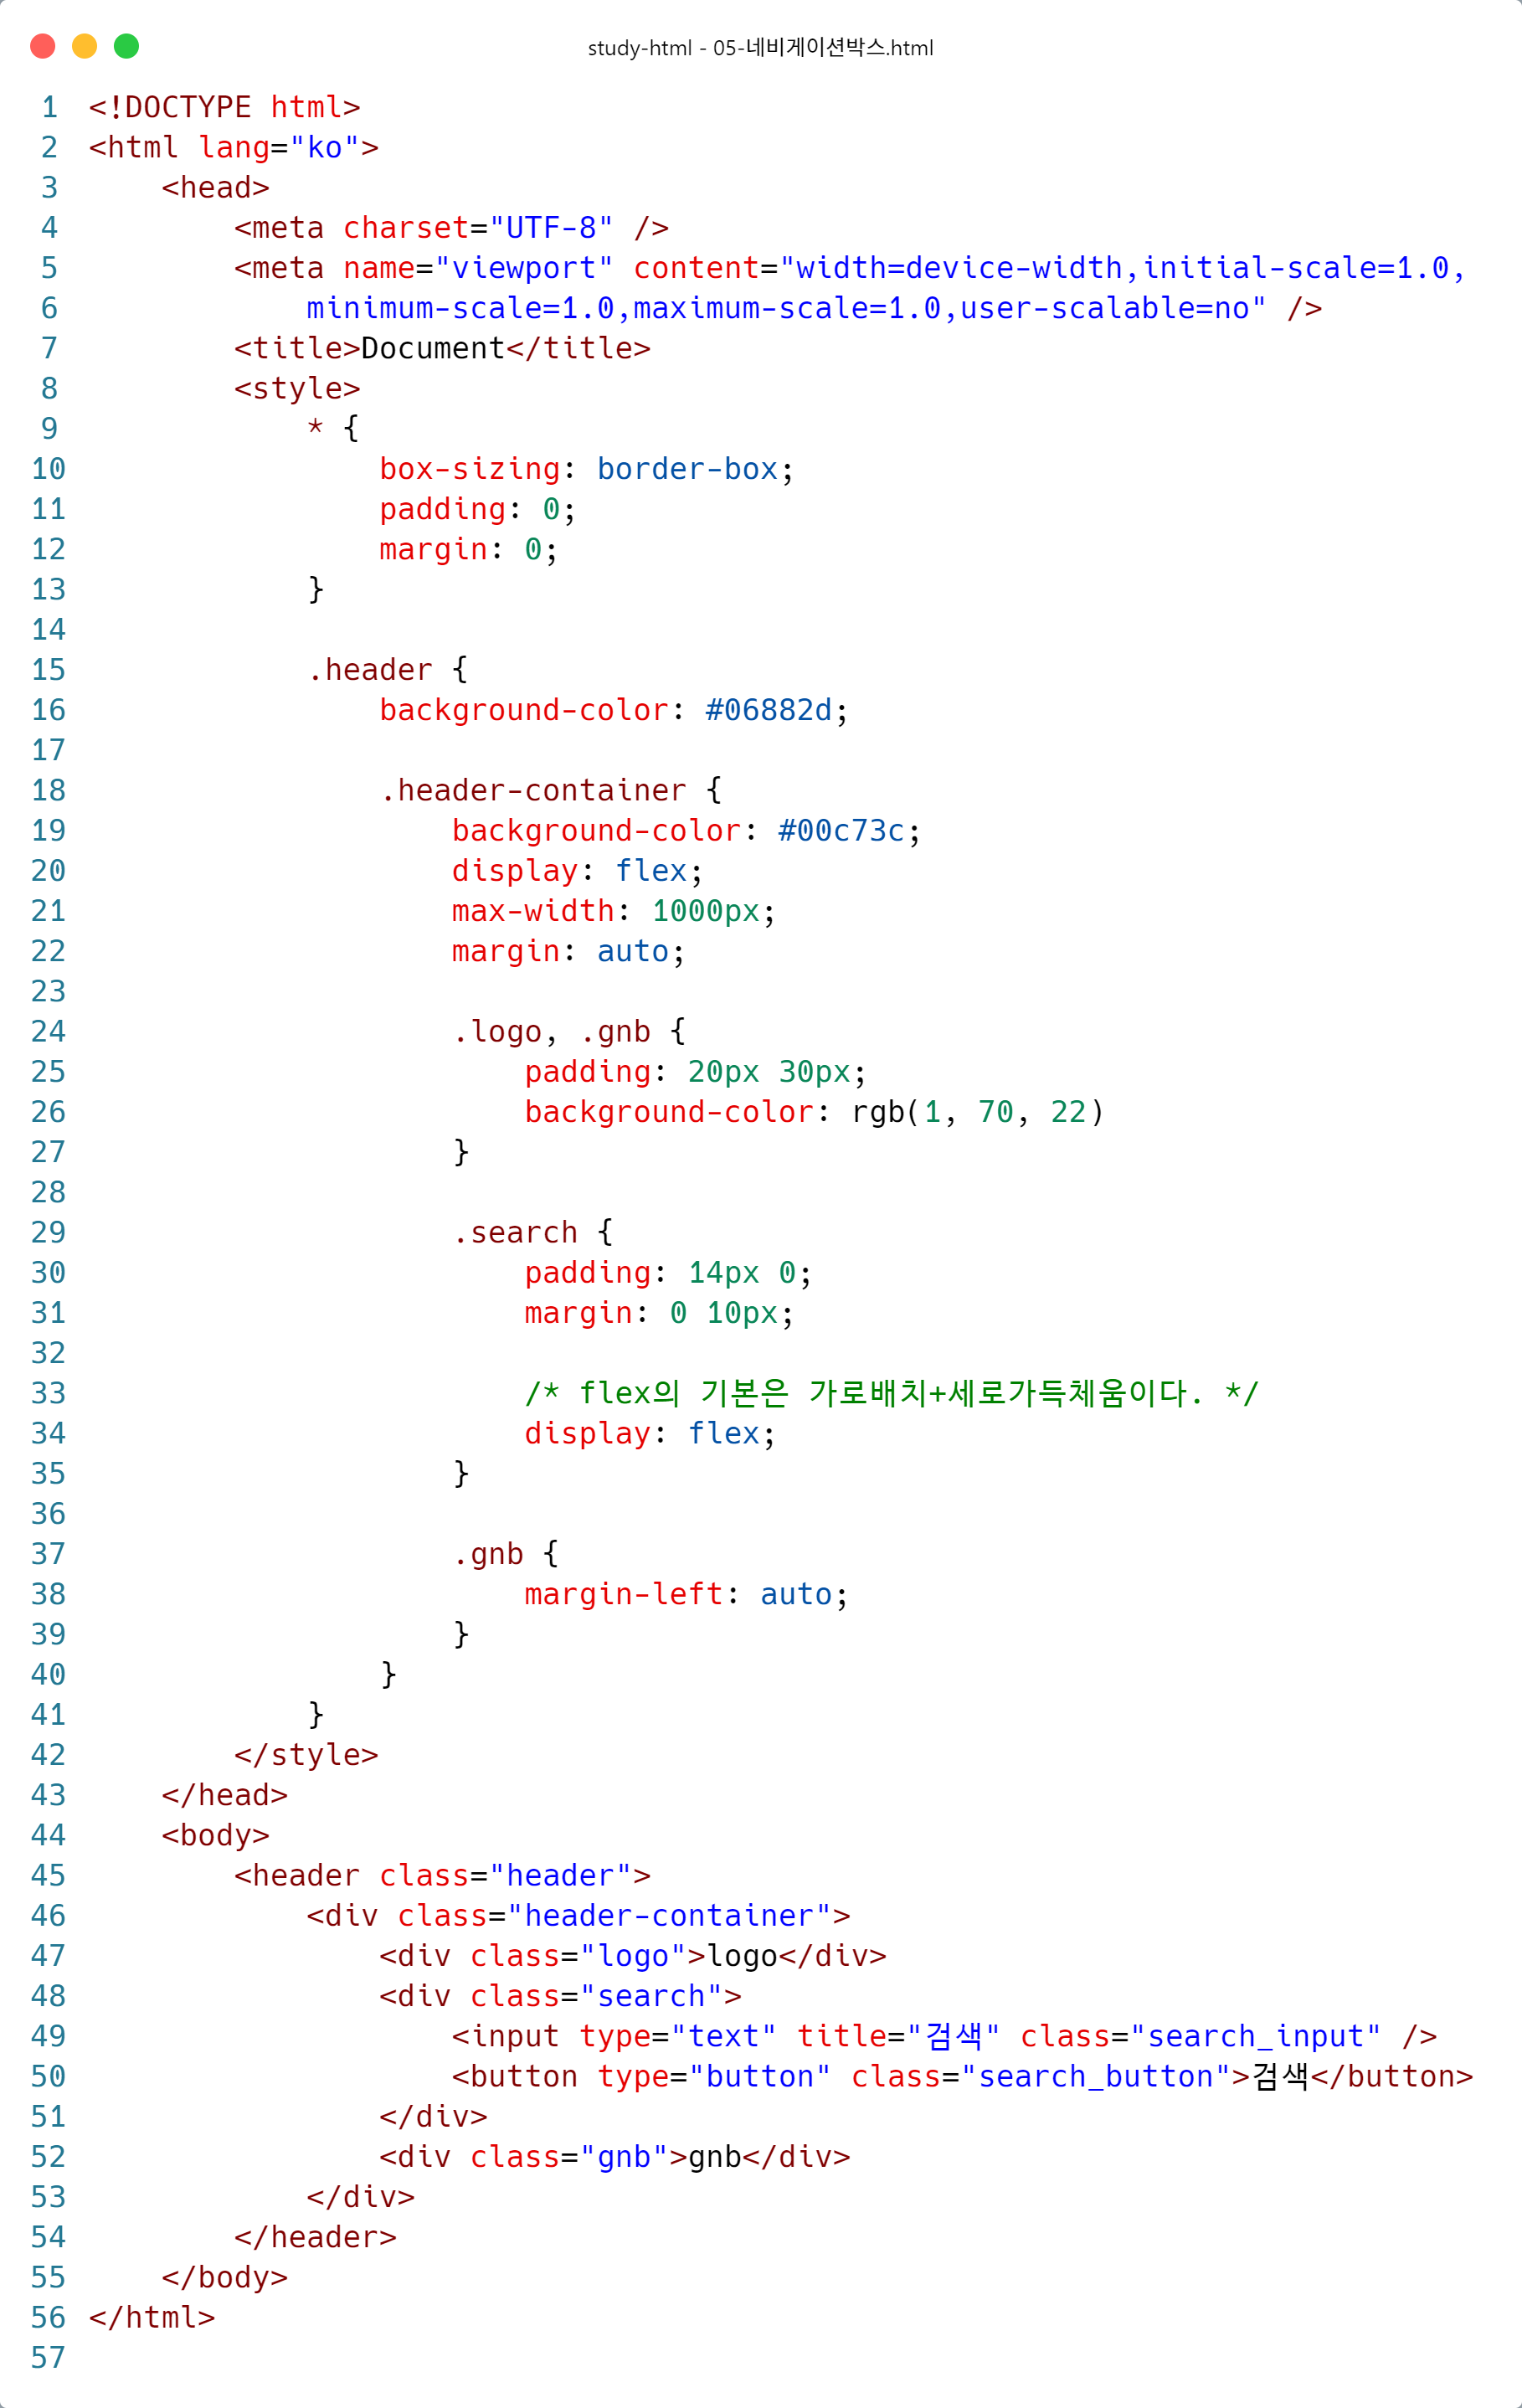 study-html - 05-네비게이션박스.html
1 <!DOCTYPE html>
2 <html lang="ko">
3     <head>
4         <meta charset="UTF-8" />
5         <meta name="viewport" content="width=device-width,initial-scale=1.0,
6             minimum-scale=1.0,maximum-scale=1.0,user-scalable=no" />
7         <title>Document</title>
8         <style>
9             * {
10                 box-sizing: border-box;
11                 padding: 0;
12                 margin: 0;
13             }
14
15             .header {
16                 background-color: #06882d;
17
18                 .header-container {
19                     background-color: #00c73c;
20                     display: flex;
21                     max-width: 1000px;
22                     margin: auto;
23
24                     .logo, .gnb {
25                         padding: 20px 30px;
26                         background-color: rgb(1, 70, 22)
27                     }
28
29                     .search {
30                         padding: 14px 0;
31                         margin: 0 10px;
32
33                         /* flex의 기본은 가로배치+세로가득체움이다. */
34                         display: flex;
35                     }
36
37                     .gnb {
38                         margin-left: auto;
39                     }
40                 }
41             }
42         </style>
43     </head>
44     <body>
45         <header class="header">
46             <div class="header-container">
47                 <div class="logo">logo</div>
48                 <div class="search">
49                     <input type="text" title="검색" class="search_input" />
50                     <button type="button" class="search_button">검색</button>
51                 </div>
52                 <div class="gnb">gnb</div>
53             </div>
54         </header>
55     </body>
56 </html>
57